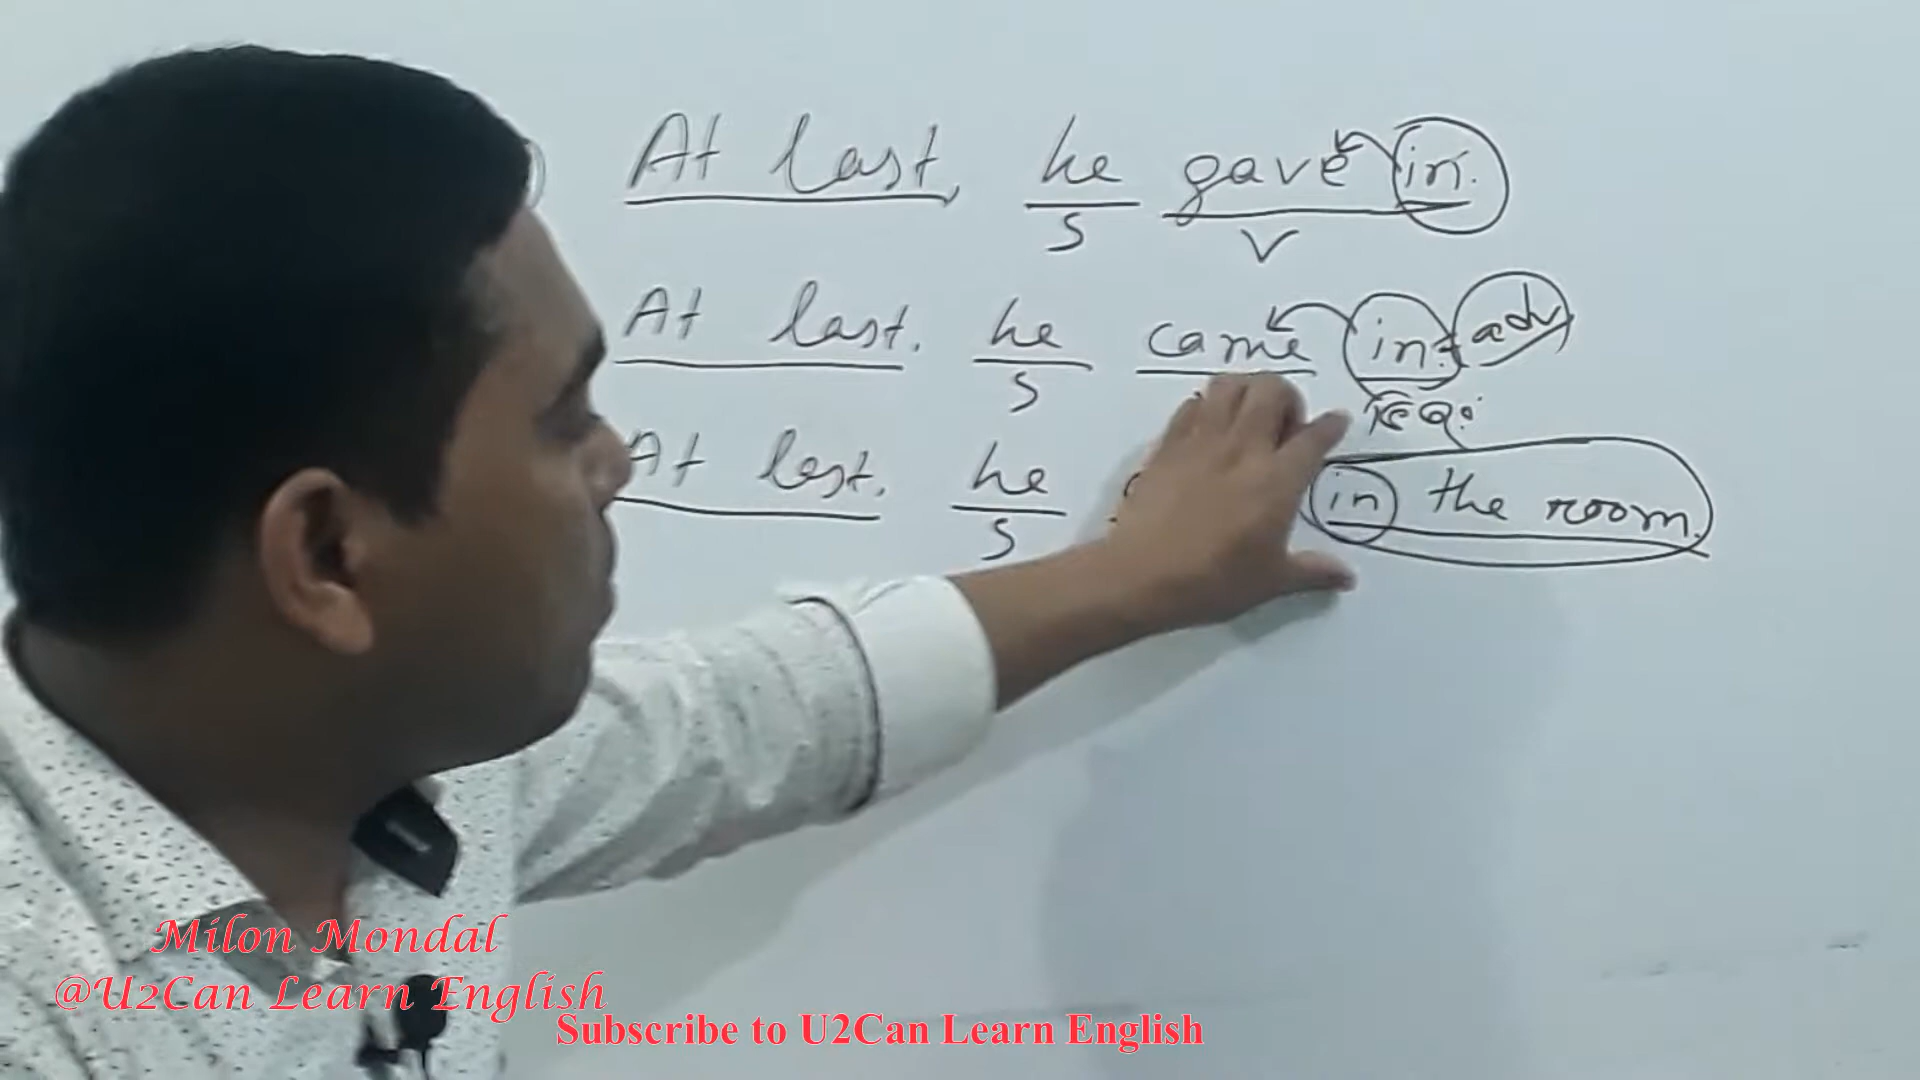 At last, he gave in.
S V
At last. he came in. adv
S
At last. he in the room.
S
Milon Mondal
@U2Can Learn English
Subscribe to U2Can Learn English